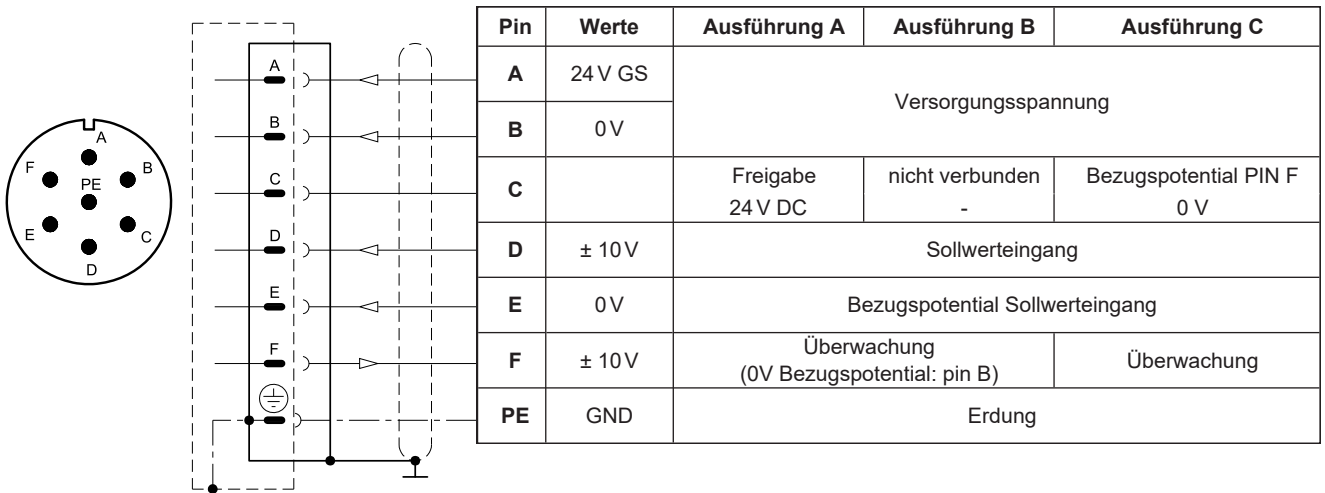 A
B
C
D
E
F
PE
A
B
C
D
E
F
Pin Werte Ausführung A Ausführung B Ausführung C
A 24 V GS
Versorgungsspannung
B 0 V
C
Freigabe nicht verbunden Bezugspotential PIN F
24 V DC - 0 V
D ± 10 V Sollwerteingang
E 0 V Bezugspotential Sollwerteingang
F ± 10 V
Überwachung
(0V Bezugspotential: pin B)
Überwachung
PE GND Erdung